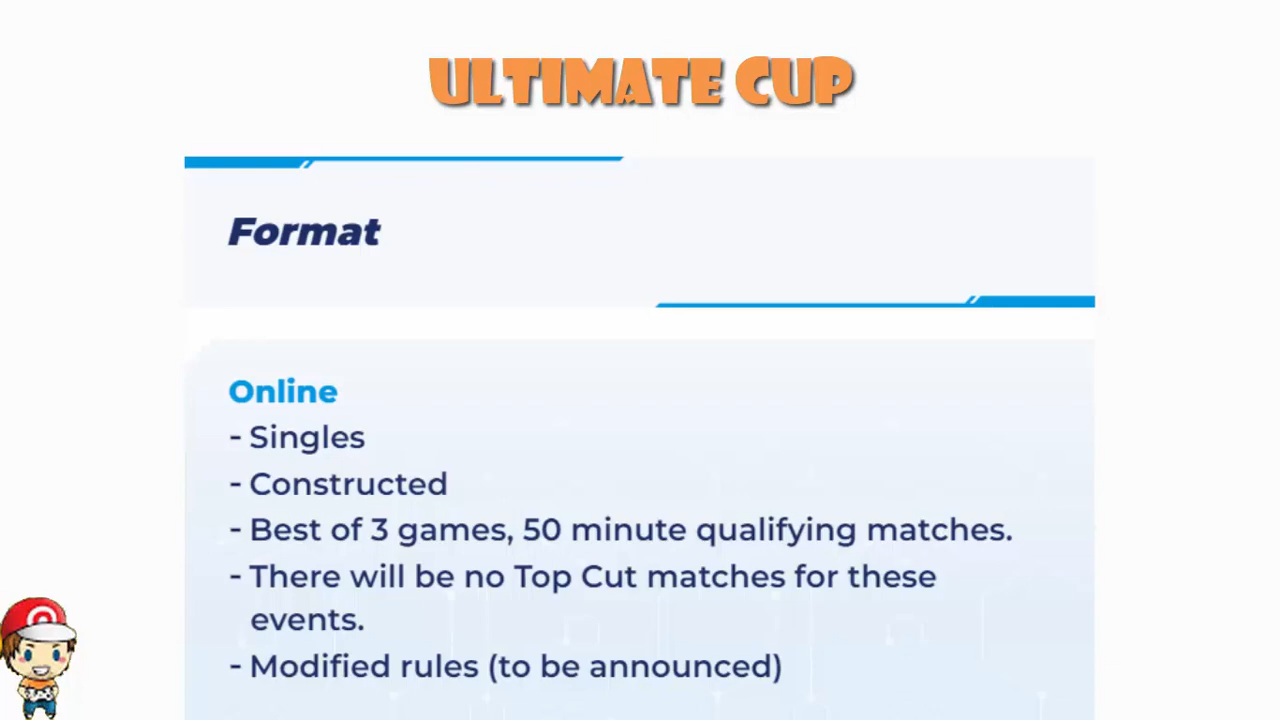 ULTIMATE CUP
Format
Online
- Singles
- Constructed
- Best of 3 games, 50 minute qualifying matches.
- There will be no Top Cut matches for these
events.
- Modified rules (to be announced)